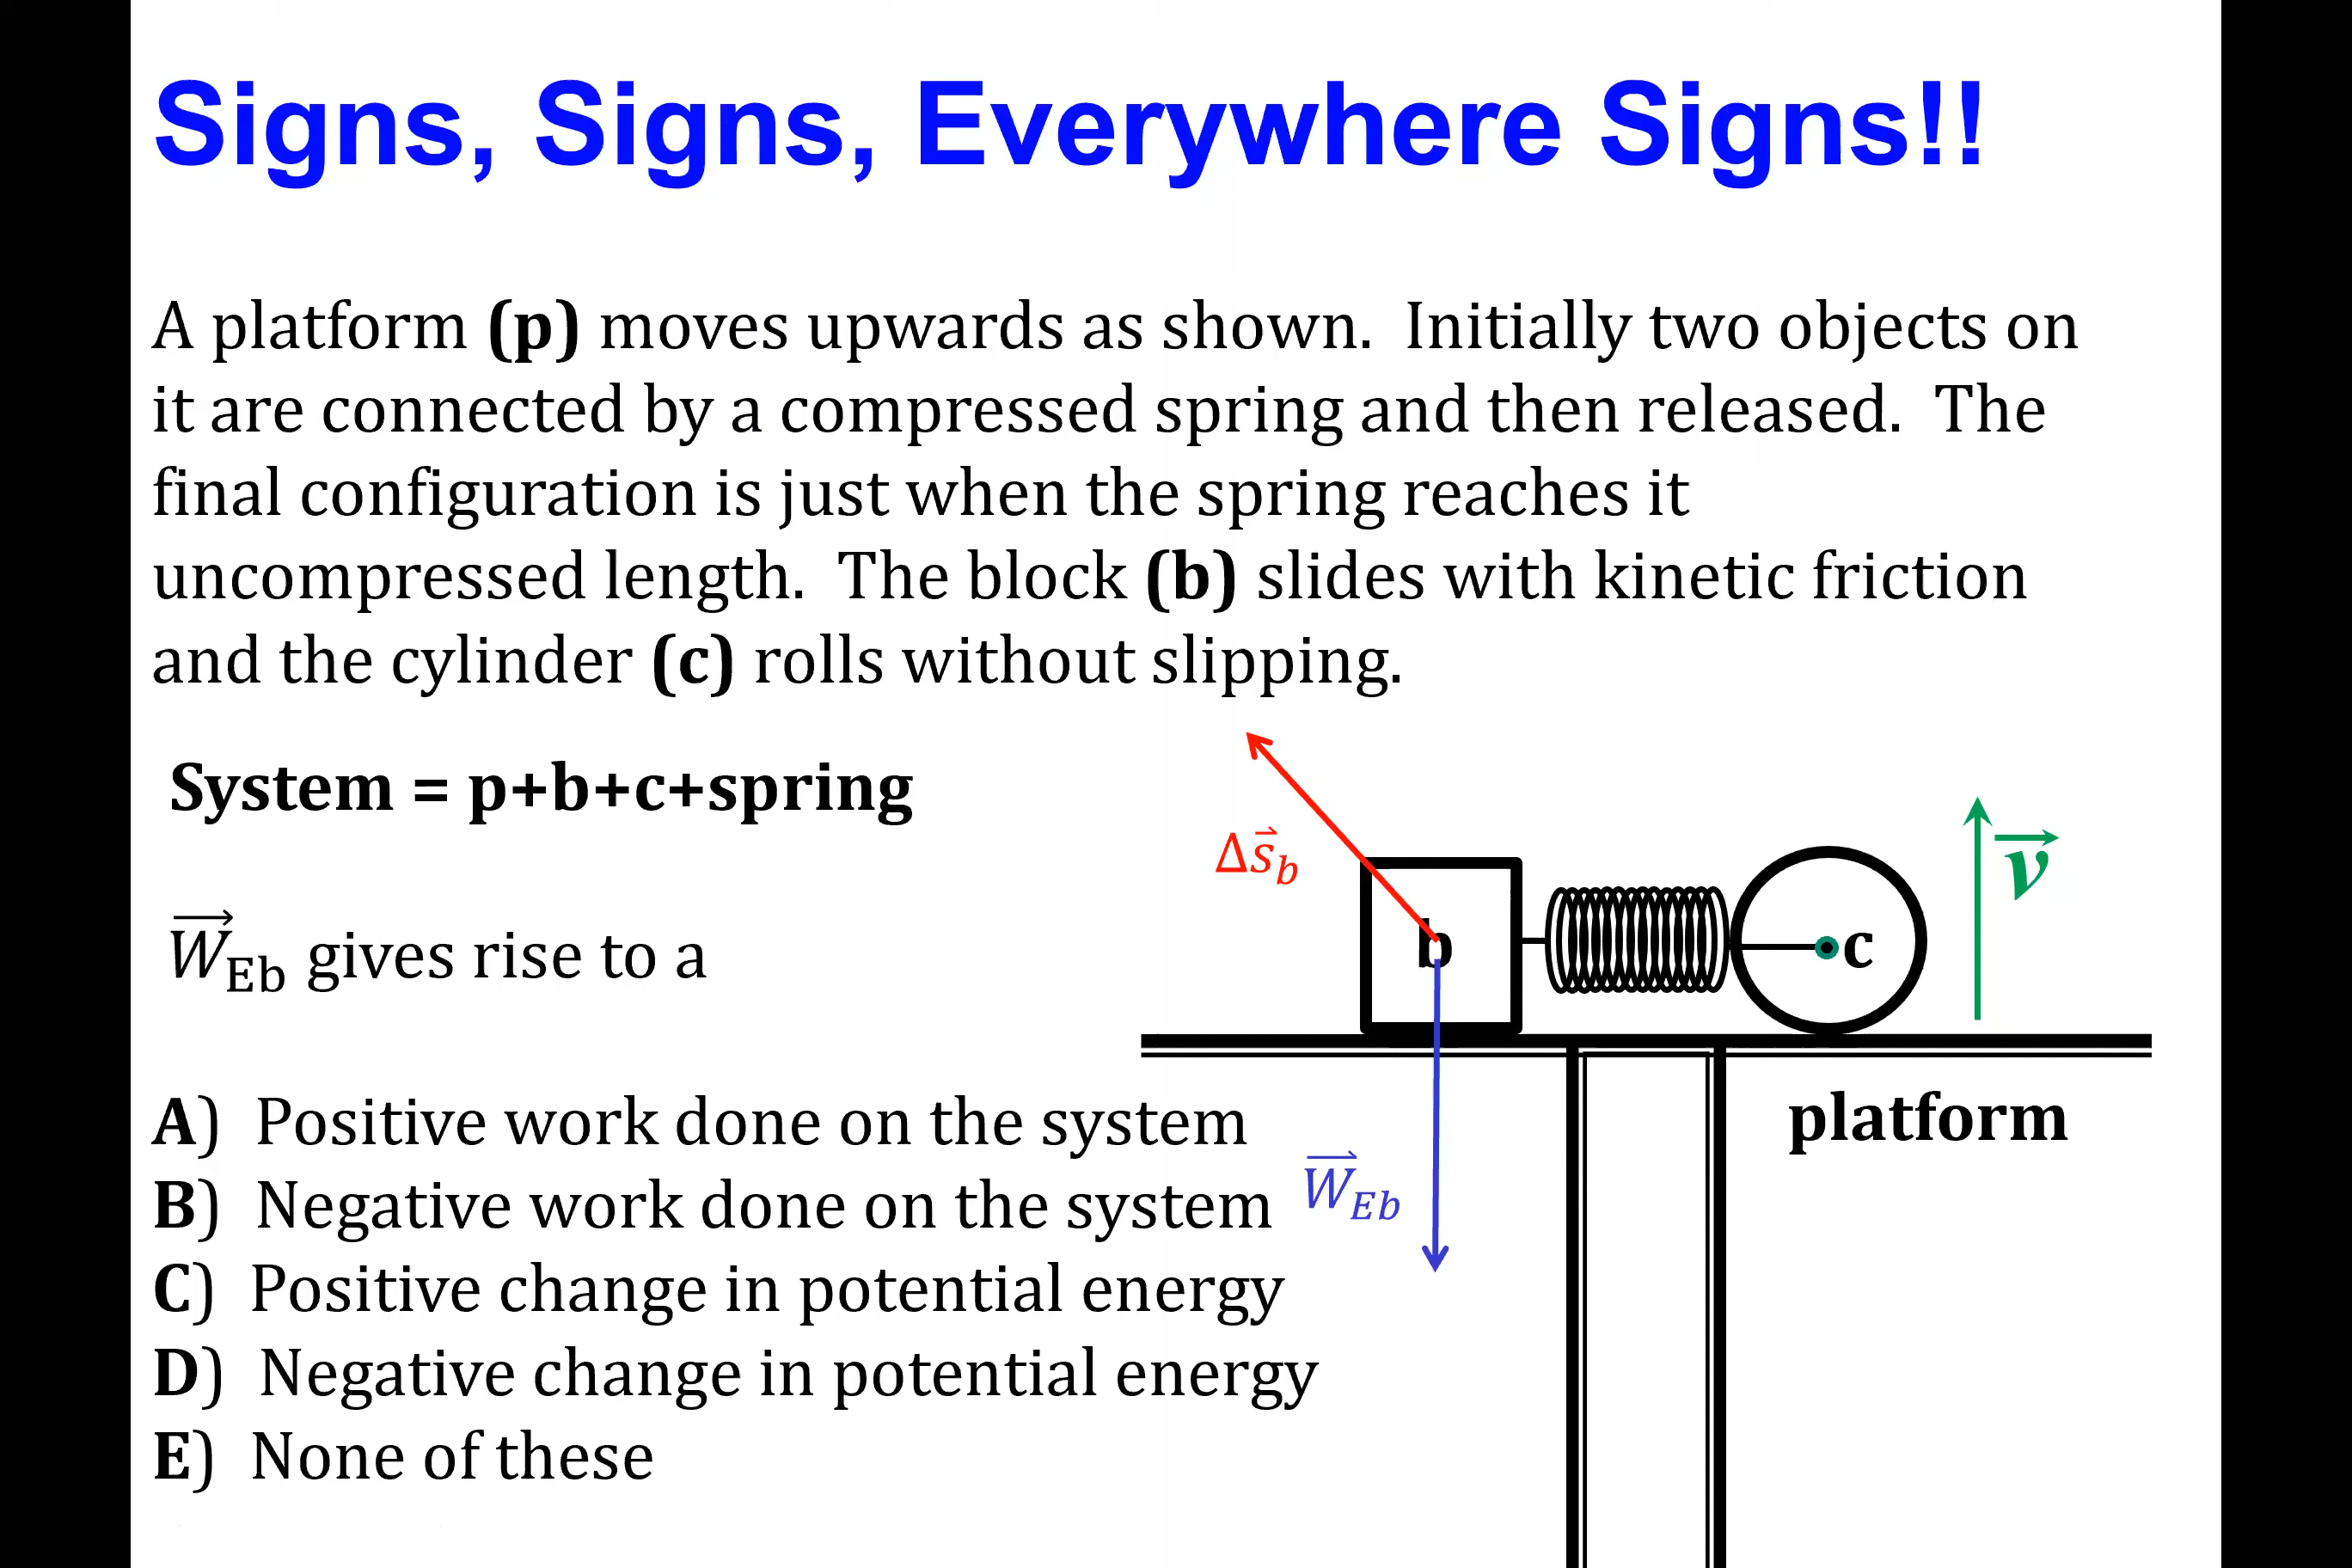 Signs, Signs, Everywhere Signs!!
A platform (p) moves upwards as shown. Initially two objects on
it are connected by a compressed spring and then released. The
final configuration is just when the spring reaches it
uncompressed length. The block (b) slides with kinetic friction
and the cylinder (c) rolls without slipping.
System = p+b+c+spring
W⃗Eb gives rise to a
A) Positive work done on the system
B) Negative work done on the system
C) Positive change in potential energy
D) Negative change in potential energy
E) None of these
Δs⃗b
b
c
v⃗
platform
W⃗Eb